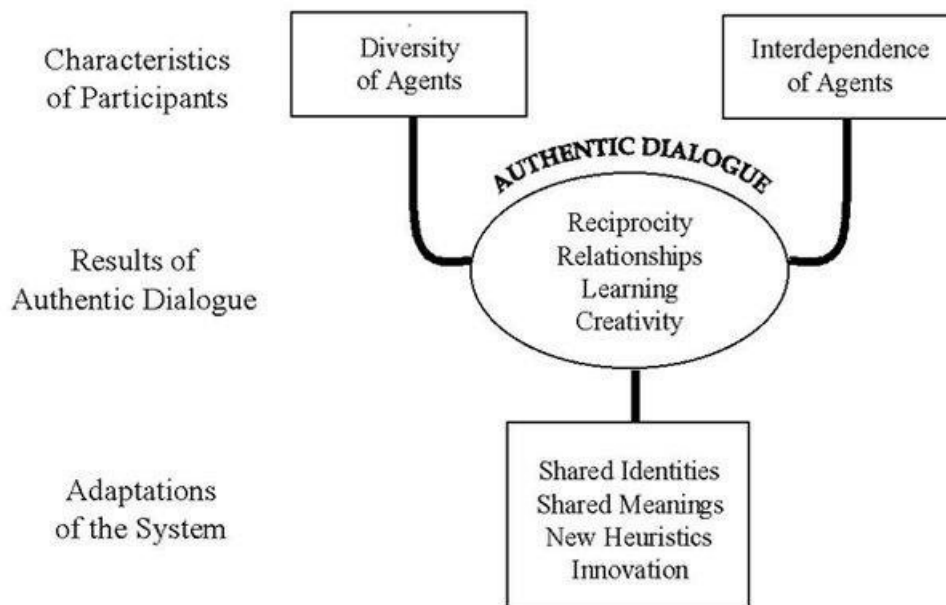 Characteristics
of Participants
Diversity
of Agents
Interdependence
of Agents
AUTHENTIC DIALOGUE
Results of
Authentic Dialogue
Reciprocity
Relationships
Learning
Creativity
Adaptations
of the System
Shared Identities
Shared Meanings
New Heuristics
Innovation